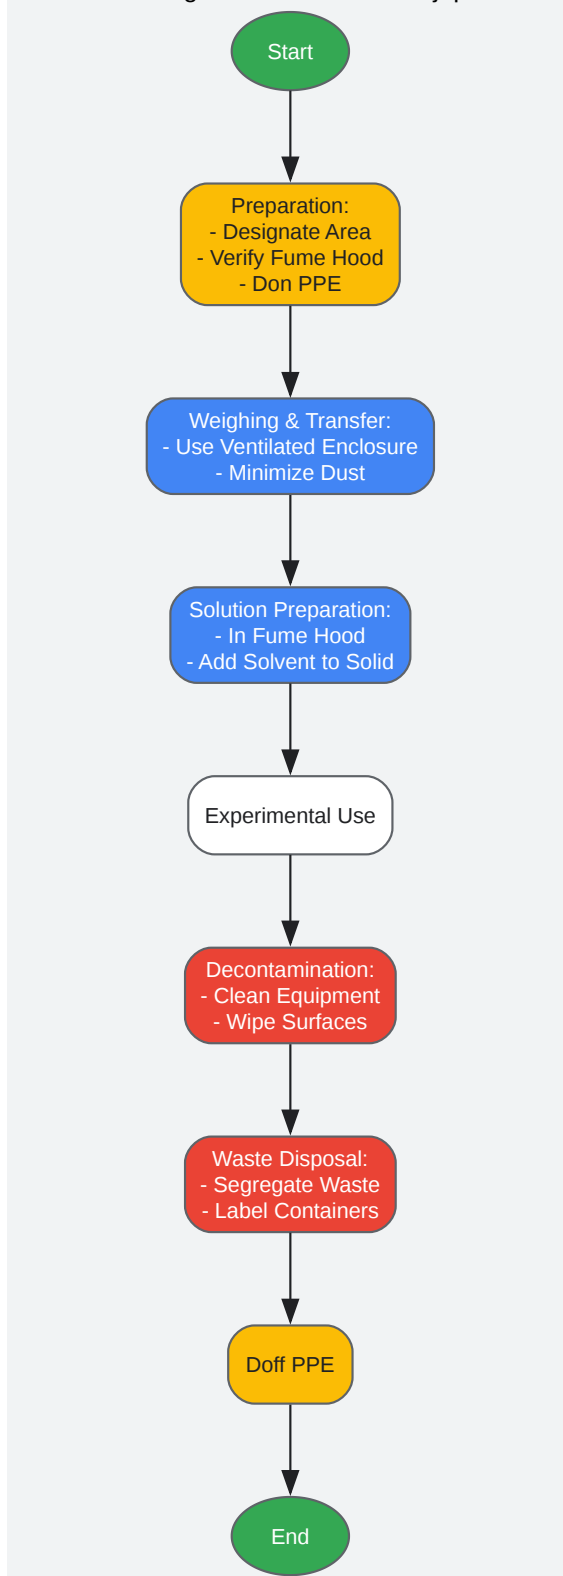 Start
Preparation:
- Designate Area
- Verify Fume Hood
- Don PPE
Weighing & Transfer:
- Use Ventilated Enclosure
- Minimize Dust
Solution Preparation:
- In Fume Hood
- Add Solvent to Solid
Experimental Use
Decontamination:
- Clean Equipment
- Wipe Surfaces
Waste Disposal:
- Segregate Waste
- Label Containers
Doff PPE
End